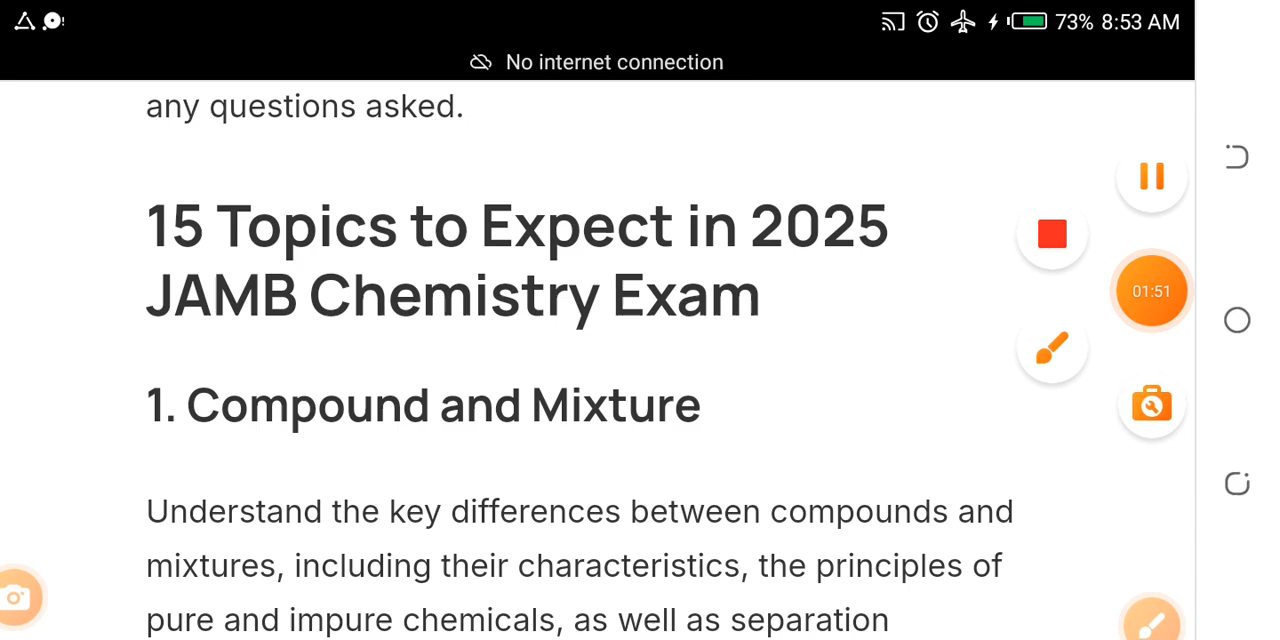 73% 8:53 AM
No internet connection
any questions asked.
15 Topics to Expect in 2025
JAMB Chemistry Exam
01:51
1. Compound and Mixture
Understand the key differences between compounds and
mixtures, including their characteristics, the principles of
pure and impure chemicals, as well as separation